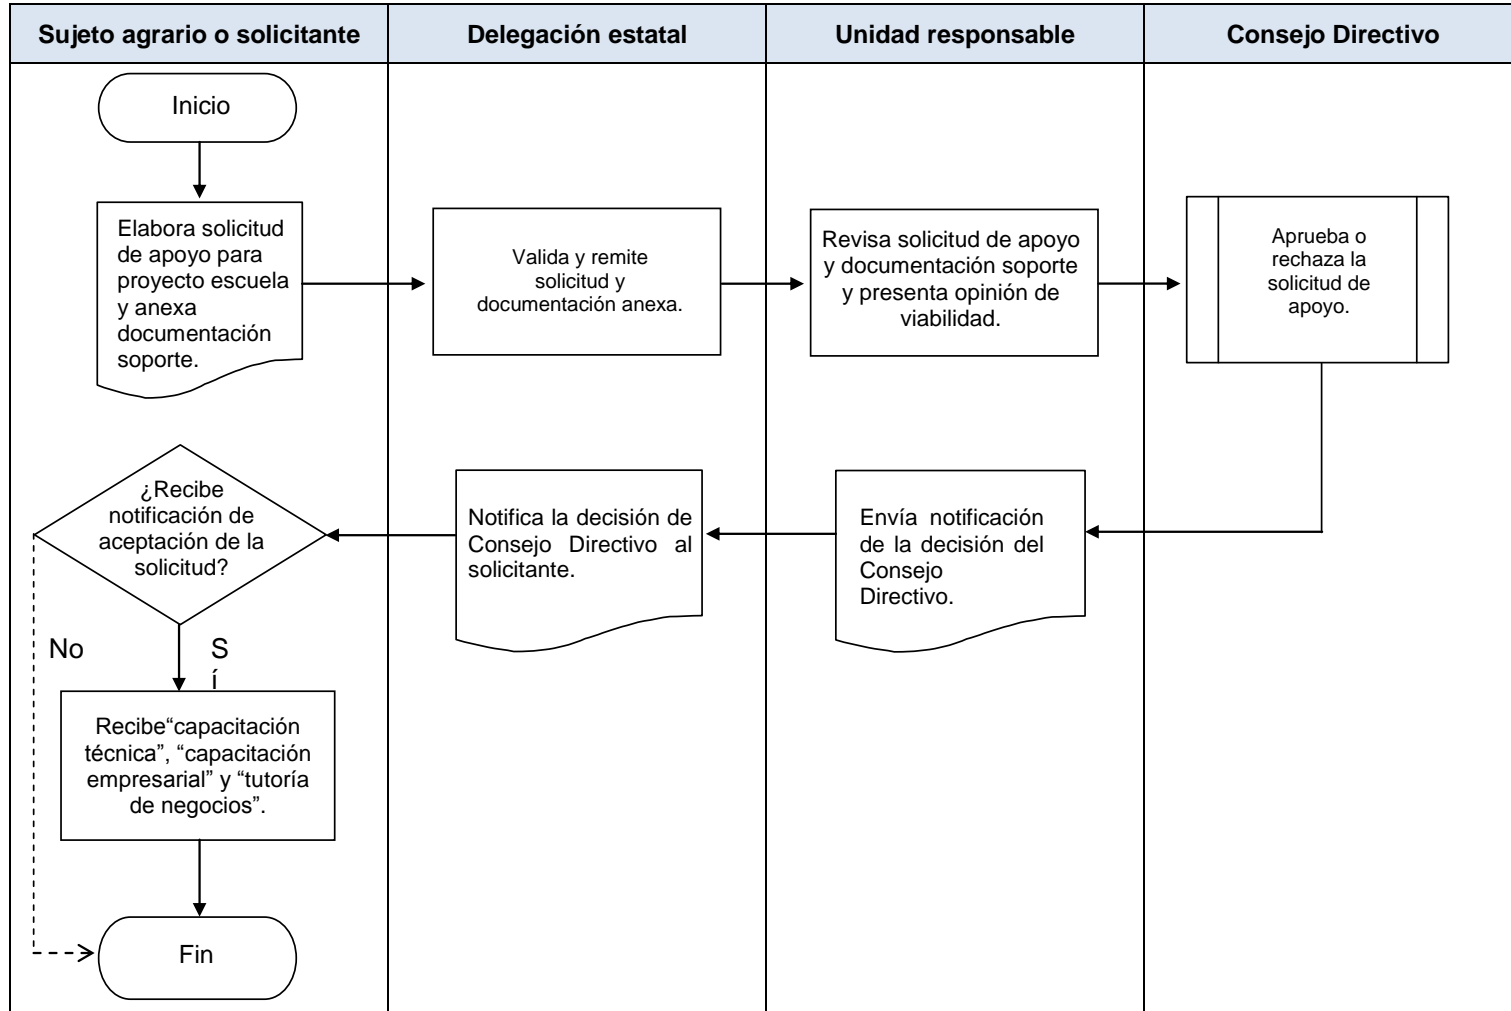 Sujeto agrario o solicitante
Delegación estatal
Unidad responsable
Consejo Directivo
Inicio
Elabora solicitud
de apoyo para
proyecto escuela
y anexa
documentación
soporte.
Valida y remite
solicitud y
documentación anexa.
Revisa solicitud de apoyo
y documentación soporte
y presenta opinión de
viabilidad.
Aprueba o
rechaza la
solicitud de
apoyo.
Envía notificación
de la decisión del
Consejo
Directivo.
Notifica la decisión de
Consejo Directivo al
solicitante.
¿Recibe
notificación de
aceptación de la
solicitud?
No
S
í
Recibe“capacitación
técnica”, “capacitación
empresarial” y “tutoría
de negocios”.
Fin